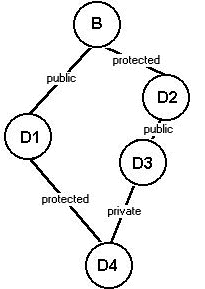 B
public
protected
D2
D1
public
D3
protected
private
D4